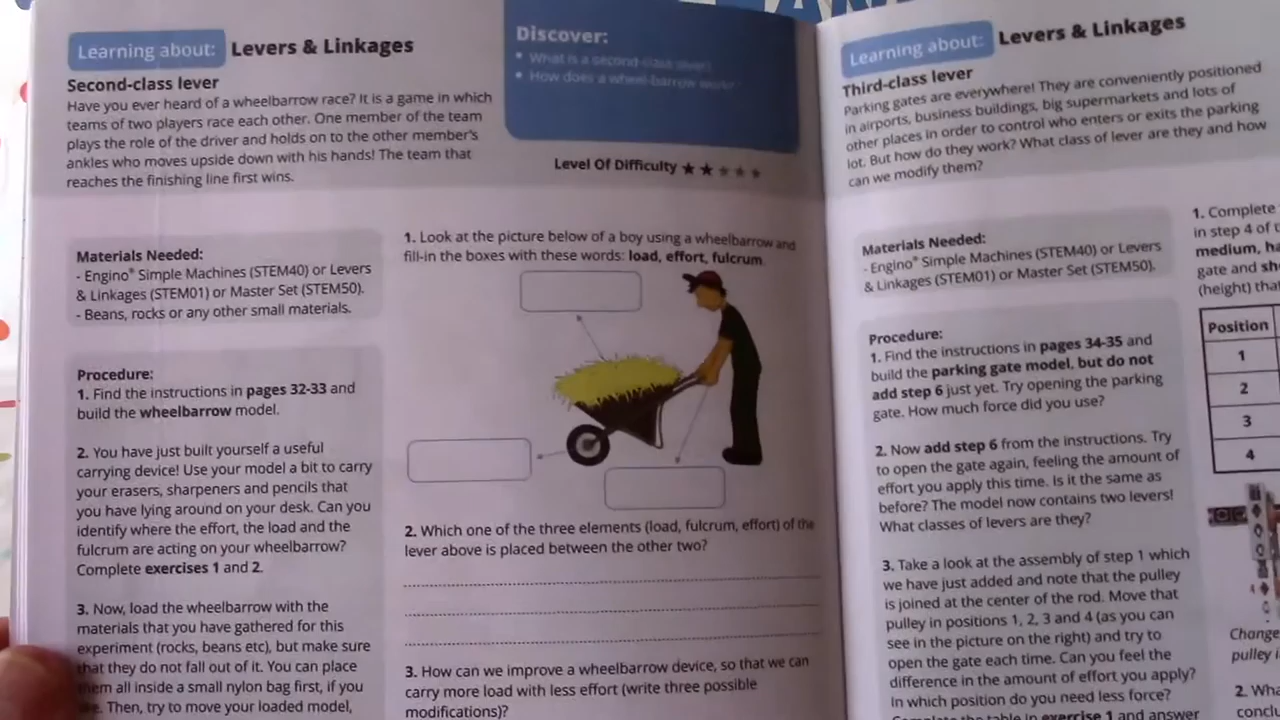 Learning about: Levers & Linkages
Second-class lever
Have you ever heard of a wheelbarrow race? It is a game in which
teams of two players race each other. One member of the team
plays the role of the driver and holds on to the other member's
ankles who moves upside down with his hands! The team that
reaches the finishing line first wins.
Discover:
• What is a second-class lever?
• How does a wheel-barrow work?
Level Of Difficulty ★★★★★
Materials Needed:
- Engino® Simple Machines (STEM40) or Levers
& Linkages (STEM01) or Master Set (STEM50).
- Beans, rocks or any other small materials.
Procedure:
1. Find the instructions in pages 32-33 and
build the wheelbarrow model.
2. You have just built yourself a useful
carrying device! Use your model a bit to carry
your erasers, sharpeners and pencils that
you have lying around on your desk. Can you
identify where the effort, the load and the
fulcrum are acting on your wheelbarrow?
Complete exercises 1 and 2.
3. Now, load the wheelbarrow with the
materials that you have gathered for this
experiment (rocks, beans etc), but make sure
that they do not fall out of it. You can place
them all inside a small nylon bag first, if you
Then, try to move your loaded model,
1. Look at the picture below of a boy using a wheelbarrow and
fill-in the boxes with these words: load, effort, fulcrum.
2. Which one of the three elements (load, fulcrum, effort) of the
lever above is placed between the other two?
3. How can we improve a wheelbarrow device, so that we can
carry more load with less effort (write three possible
modifications)?
Learning about: Levers & Linkages
Third-class lever
Parking gates are everywhere! They are conveniently positioned
in airports, business buildings, big supermarkets and lots of
other places in order to control who enters or exits the parking
lot. But how do they work? What class of lever are they and how
can we modify them?
Materials Needed:
- Engino® Simple Machines (STEM40) or Levers
& Linkages (STEM01) or Master Set (STEM50).
Procedure:
1. Find the instructions in pages 34-35 and
build the parking gate model, but do not
add step 6 just yet. Try opening the parking
gate. How much force did you use?
2. Now add step 6 from the instructions. Try
to open the gate again, feeling the amount of
effort you apply this time. Is it the same as
before? The model now contains two levers!
What classes of levers are they?
3. Take a look at the assembly of step 1 which
we have just added and note that the pulley
is joined at the center of the rod. Move that
pulley in positions 1, 2, 3 and 4 (as you can
see in the picture on the right) and try to
open the gate each time. Can you feel the
difference in the amount of effort you apply?
In which position do you need less force?
Complete the table in exercise 1 and answer
1. Complete
in step 4 of t
medium, ha
gate and sh
(height) tha
Position
1
2
3
4
Change
pulley i
2. Wha
conclu